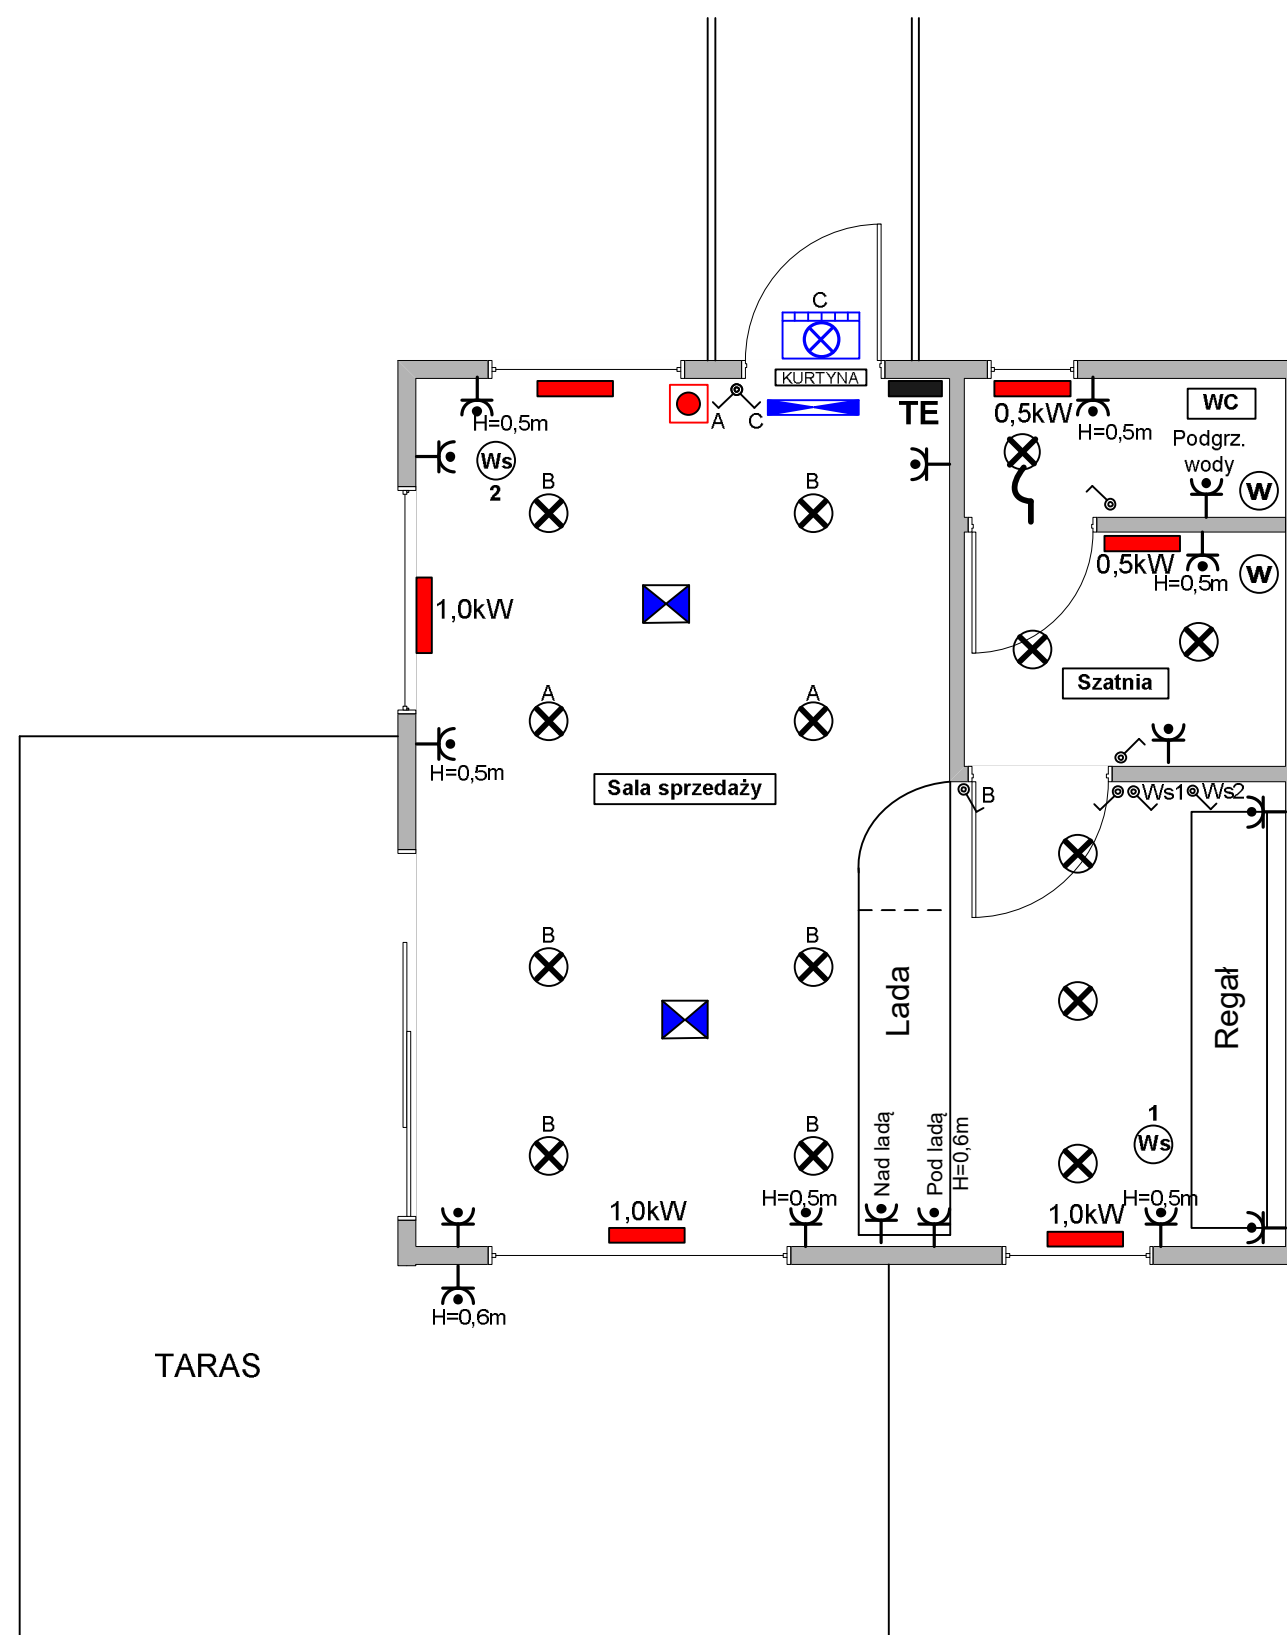 C
KURTYNA
A
C
TE
0,5kW
H=0,5m
WC
Podgrz.
wody
W
H=0,5m
Ws
2
B
B
0,5kW
H=0,5m
W
1,0kW
Szatnia
A
A
H=0,5m
Sala sprzedaży
B
Ws1
Ws2
B
B
Lada
Regał
B
B
Nad ladą
Pod ladą
H=0,6m
1
Ws
1,0kW
H=0,5m
1,0kW
H=0,5m
H=0,6m
TARAS